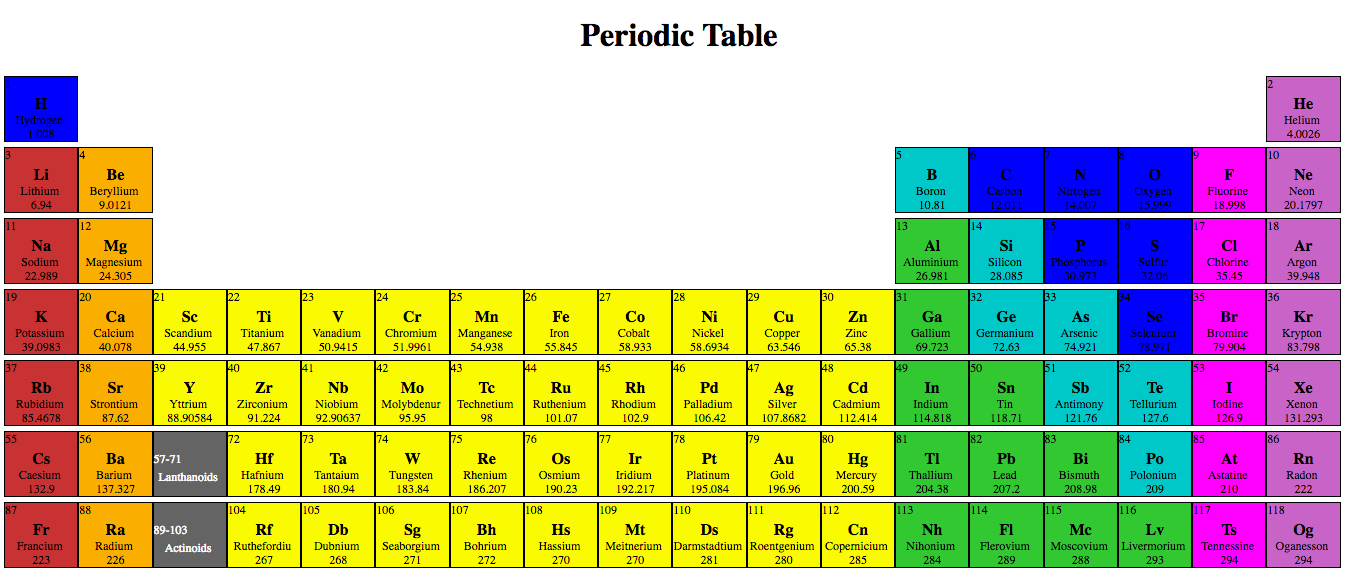 Periodic Table
2
H He
Hydrogen Helium
1.008 4.0026
3 4 5 6 7 8 9 10
Li Be B C N O F Ne
Lithium Beryllium Boron Carbon Nitrogen Oxygen Fluorine Neon
6.94 9.0121 10.81 12.011 14.007 15.999 18.998 20.1797
11 12 13 14 15 16 17 18
Na Mg Al Si P S Cl Ar
Sodium Magnesium Aluminium Silicon Phosphorus Sulfur Chlorine Argon
22.989 24.305 26.981 28.085 30.973 32.06 35.45 39.948
19 20 21 22 23 24 25 26 27 28 29 30 31 32 33 34 35 36
K Ca Sc Ti V Cr Mn Fe Co Ni Cu Zn Ga Ge As Se Br Kr
Potassium Calcium Scandium Titanium Vanadium Chromium Manganese Iron Cobalt Nickel Copper Zinc Gallium Germanium Arsenic Selenium Bromine Krypton
39.0983 40.078 44.955 47.867 50.9415 51.9961 54.938 55.845 58.933 58.6934 63.546 65.38 69.723 72.63 74.921 78.971 79.904 83.798
37 38 39 40 41 42 43 44 45 46 47 48 49 50 51 52 53 54
Rb Sr Y Zr Nb Mo Tc Ru Rh Pd Ag Cd In Sn Sb Te I Xe
Rubidium Strontium Yttrium Zirconium Niobium Molybdenur Technetium Ruthenium Rhodium Palladium Silver Cadmium Indium Tin Antimony Tellurium Iodine Xenon
85.4678 87.62 88.90584 91.224 92.90637 95.95 98 101.07 102.9 106.42 107.8682 112.414 114.818 118.71 121.76 127.6 126.9 131.293
55 56 57-71 72 73 74 75 76 77 78 79 80 81 82 83 84 85 86
Cs Ba Lanthanoids Hf Ta W Re Os Ir Pt Au Hg Tl Pb Bi Po At Rn
Caesium Barium Hafnium Tantaium Tungsten Rhenium Osmium Iridium Platinum Gold Mercury Thallium Lead Bismuth Polonium Astatine Radon
132.9 137.327 178.49 180.94 183.84 186.207 190.23 192.217 195.084 196.96 200.59 204.38 207.2 208.98 209 210 222
87 88 89-103 104 105 106 107 108 109 110 111 112 113 114 115 116 117 118
Fr Ra Actinoids Rf Db Sg Bh Hs Mt Ds Rg Cn Nh Fl Mc Lv Ts Og
Francium Radium Ruthefordiu Dubnium Seaborgium Bohrium Hassium Meitnerium Darmstadtium Roentgenium Copernicium Nihonium Flerovium Moscovium Livermorium Tennessine Oganesson
223 226 267 268 271 272 270 270 281 280 285 284 289 288 293 294 294